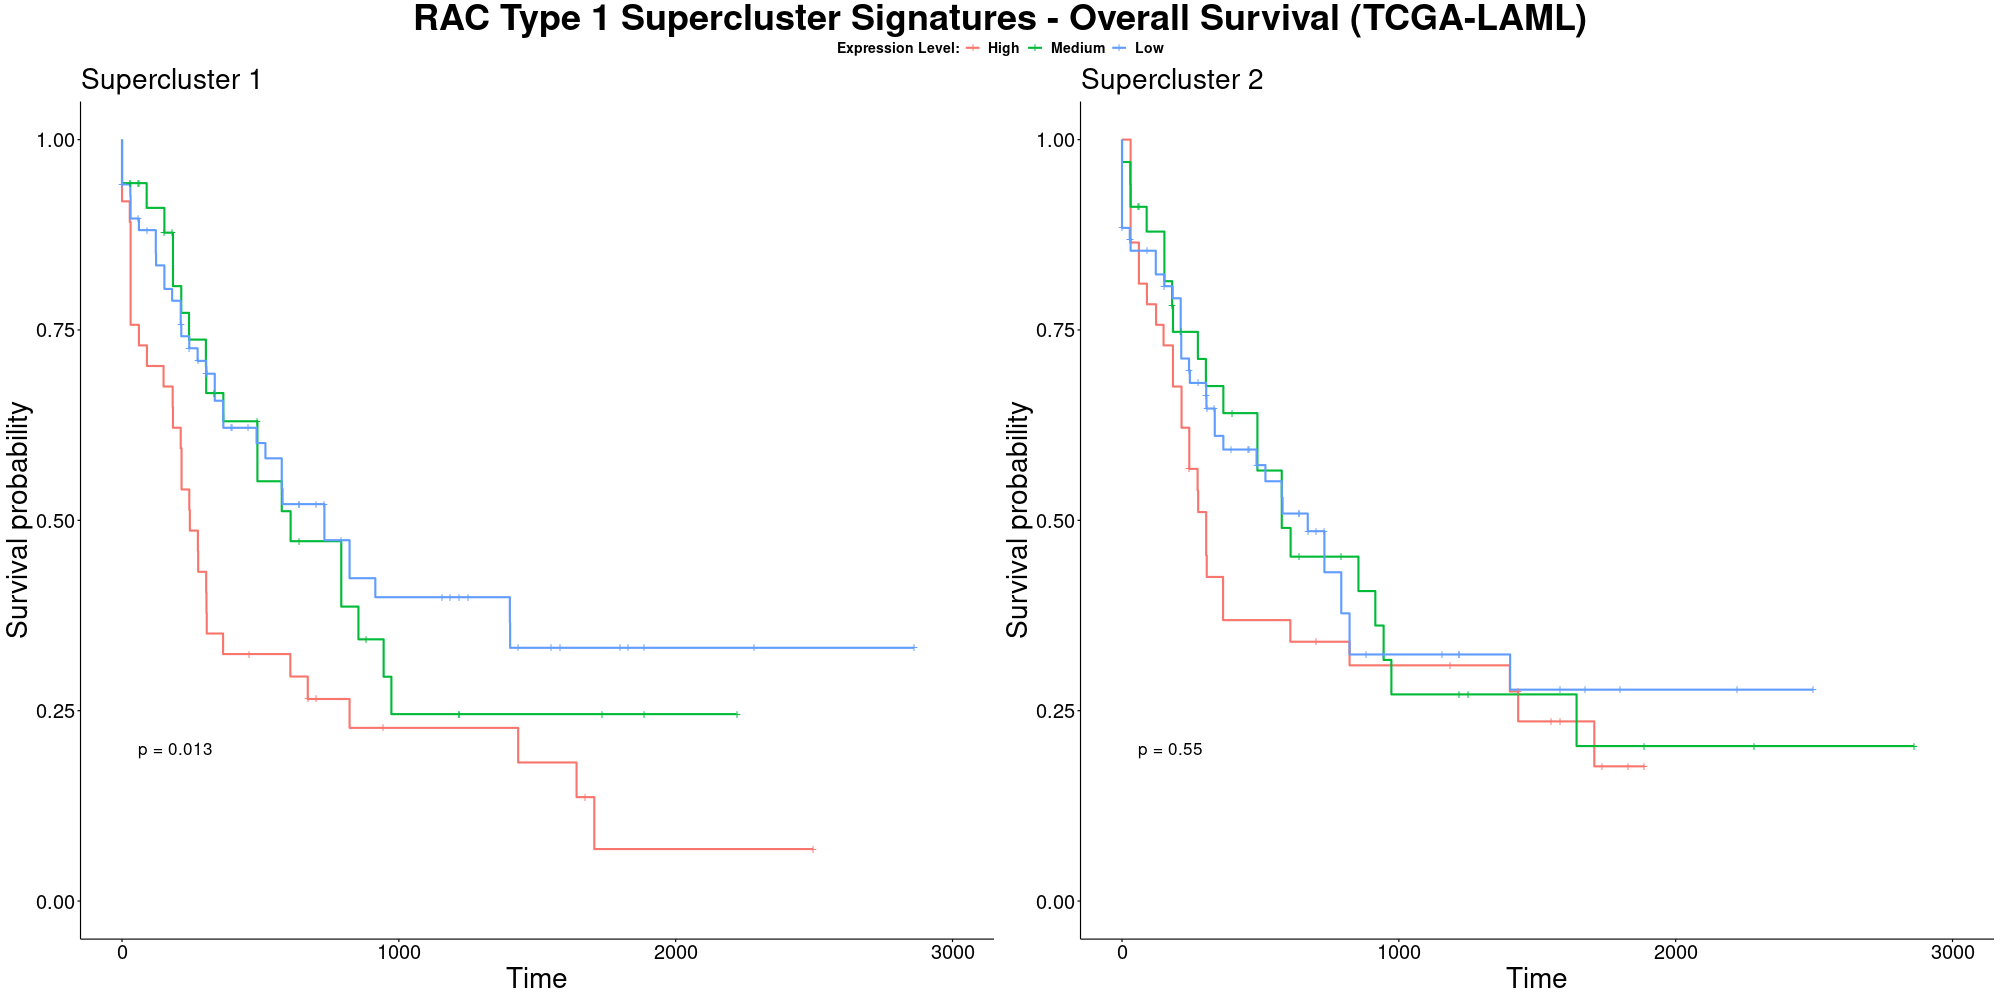 RAC Type 1 Supercluster Signatures - Overall Survival (TCGA-LAML)
Expression Level: High Medium Low
Supercluster 1
Survival probability
1.00
0.75
0.50
0.25
0.00
p = 0.013
0 1000 2000 3000
Time
Supercluster 2
Survival probability
1.00
0.75
0.50
0.25
0.00
p = 0.55
0 1000 2000 3000
Time